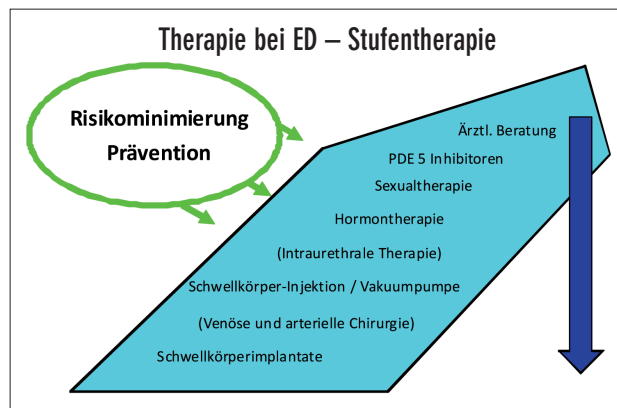 Therapie bei ED – Stufentherapie
Risikominimierung
Prävention
Ärztl. Beratung
PDE 5 Inhibitoren
Sexualtherapie
Hormontherapie
(Intraurethrale Therapie)
Schwellkörper-Injektion / Vakuumpumpe
(Venöse und arterielle Chirurgie)
Schwellkörperimplantate